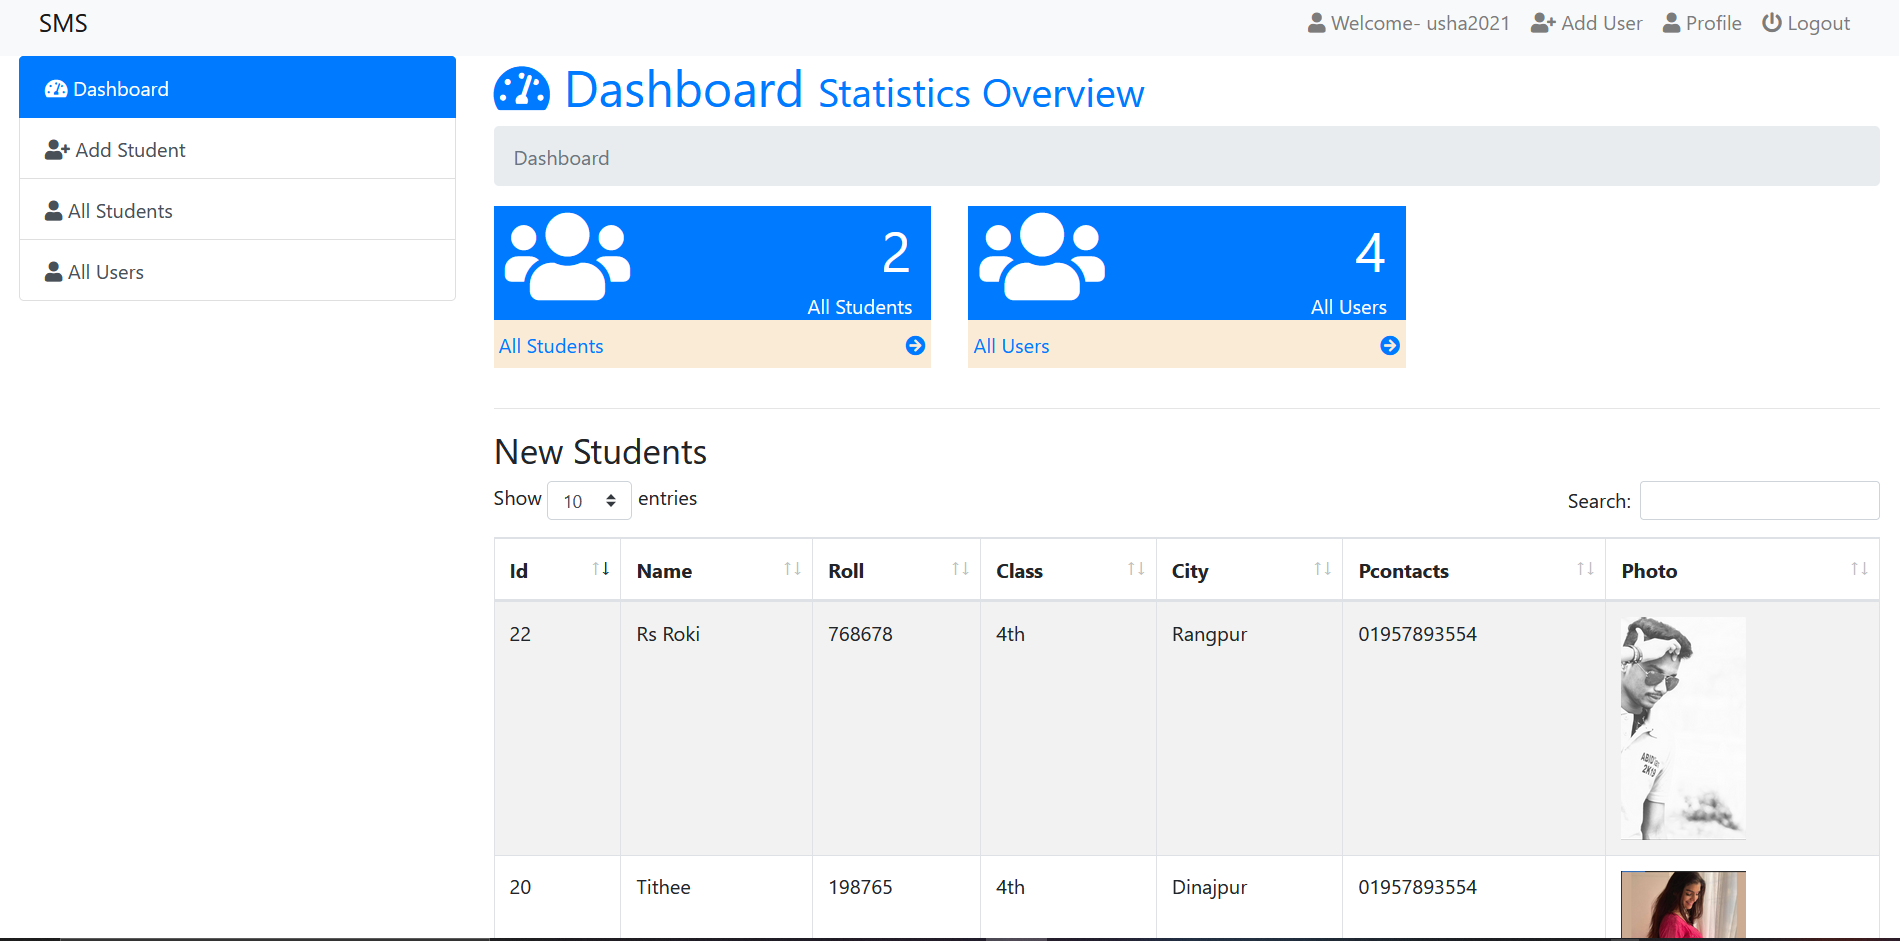 SMS
Welcome- usha2021 Add User Profile Logout
Dashboard
Add Student
All Students
All Users
Dashboard Statistics Overview
Dashboard
2
All Students
All Students
4
All Users
All Users
New Students
Show 10 entries
Search:
Id Name Roll Class City Pcontacts Photo
22 Rs Roki 768678 4th Rangpur 01957893554
2K19
20 Tithee 198765 4th Dinajpur 01957893554